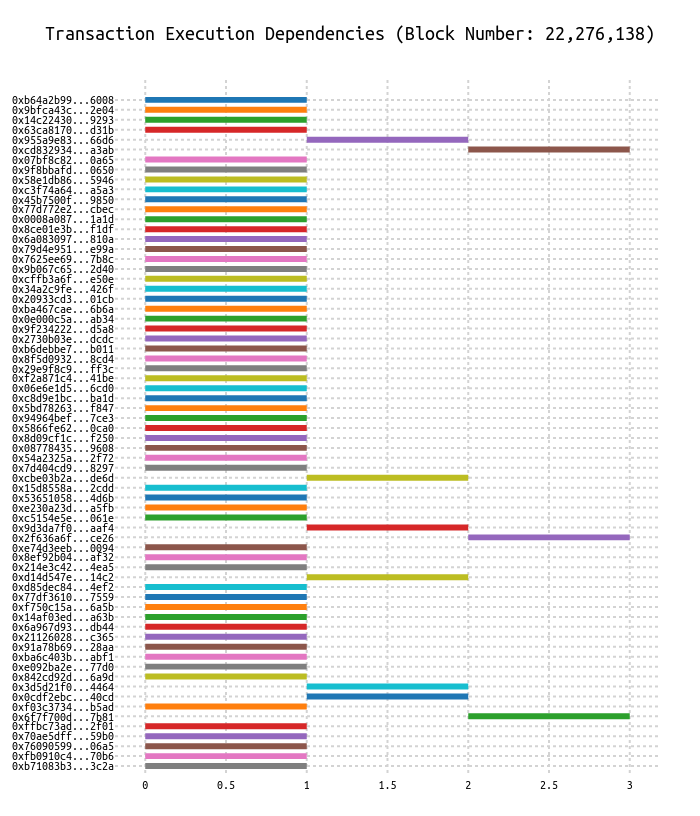 Transaction Execution Dependencies (Block Number: 22,276,138)
0xb64a2b99...6008
0x9bfca43c...2e04
0x14c22430...9293
0x63ca8170...d31b
0x955a9e83...66d6
0xcd832934...a3ab
0x07bf8c82...0a65
0x9f8bbafd...0650
0x58e1db86...5946
0xc3f74a64...a5a3
0x45b7500f...9850
0x77d772e2...cbec
0x0008a087...1a1d
0x8ce01e3b...f1df
0x6a083097...810a
0x79d4e951...e99a
0x7625ee69...7b8c
0x9b067c65...2d40
0xcffb3a6f...e50e
0x34a2c9fe...426f
0x20933cd3...01cb
0xba467cae...6b6a
0x0e000c5a...ab34
0x9f234222...d5a8
0x2730b03e...dcdc
0xb6debbe7...b011
0x8f5d0932...8cd4
0x29e9f8c9...ff3c
0xf2a871c4...41be
0x06e6e1d5...6cd0
0xc8d9e1bc...ba1d
0x5bd78263...f847
0x94964bef...7ce3
0x5866fe62...0ca0
0x8d09cf1c...f250
0x08778435...9608
0x54a2325a...2f72
0x7d404cd9...8297
0xcbe03b2a...de6d
0x15d8558a...2cdd
0x53651058...4d6b
0xe230a23d...a5fb
0xc5154e5e...061e
0x9d3da7f0...aaf4
0x2f636a6f...ce26
0xe74d3eeb...0094
0x8ef92b04...af32
0x214e3c42...4ea5
0xd14d547e...14c2
0xd85dec84...4ef2
0x77df3610...7559
0xf750c15a...6a5b
0x14af03ed...a63b
0x6a967d93...db44
0x21126028...c365
0x91a78b69...28aa
0xba6c403b...abf1
0xe092ba2e...77d0
0x842cd92d...6a9d
0x3d5d21f0...4464
0x0cdf2ebc...40cd
0xf03c3734...b5ad
0x6f7f700d...7b81
0xffbc73ad...2f01
0x70ae5dff...59b0
0x76090599...06a5
0xfb0910c4...70b6
0xb71083b3...3c2a
0 0.5 1 1.5 2 2.5 3